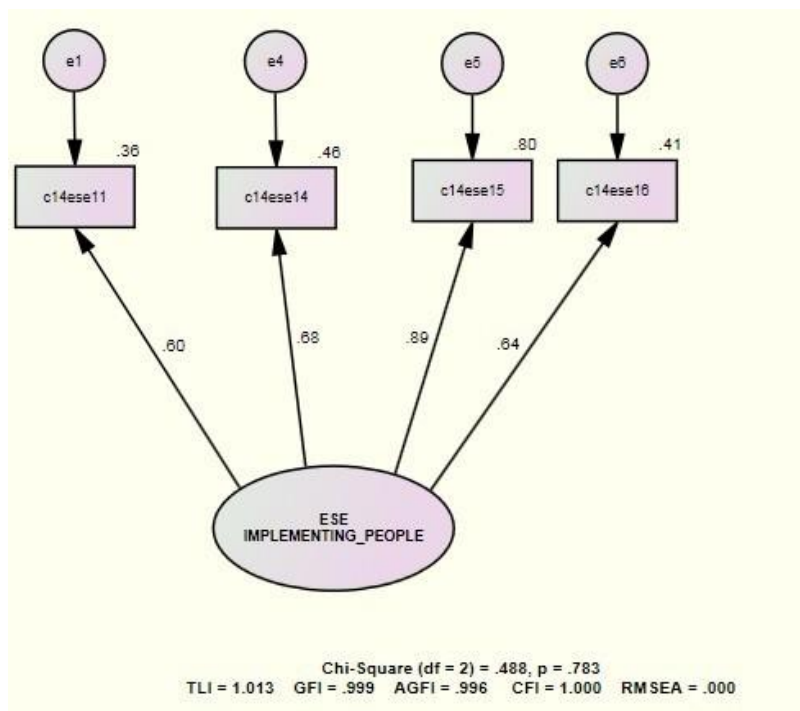 e1 e4 e5 e6
.36 .46 .80 .41
c14ese11 c14ese14 c14ese15 c14ese16
.60 .68 .89 .64
ESE
IMPLEMENTING_PEOPLE
Chi-Square (df = 2) = .488, p = .783
TLI = 1.013 GFI = .999 AGFI = .996 CFI = 1.000 RMSEA = .000